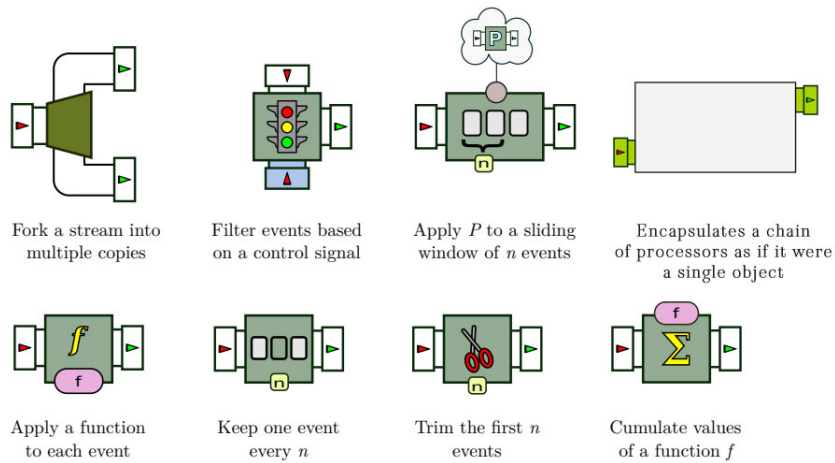 P
n
Fork a stream into
multiple copies
Filter events based
on a control signal
Apply P to a sliding
window of n events
Encapsulates a chain
of processors as if it were
a single object
f
f
n
n
f
Σ
Apply a function
to each event
Keep one event
every n
Trim the first n
events
Cumulate values
of a function f